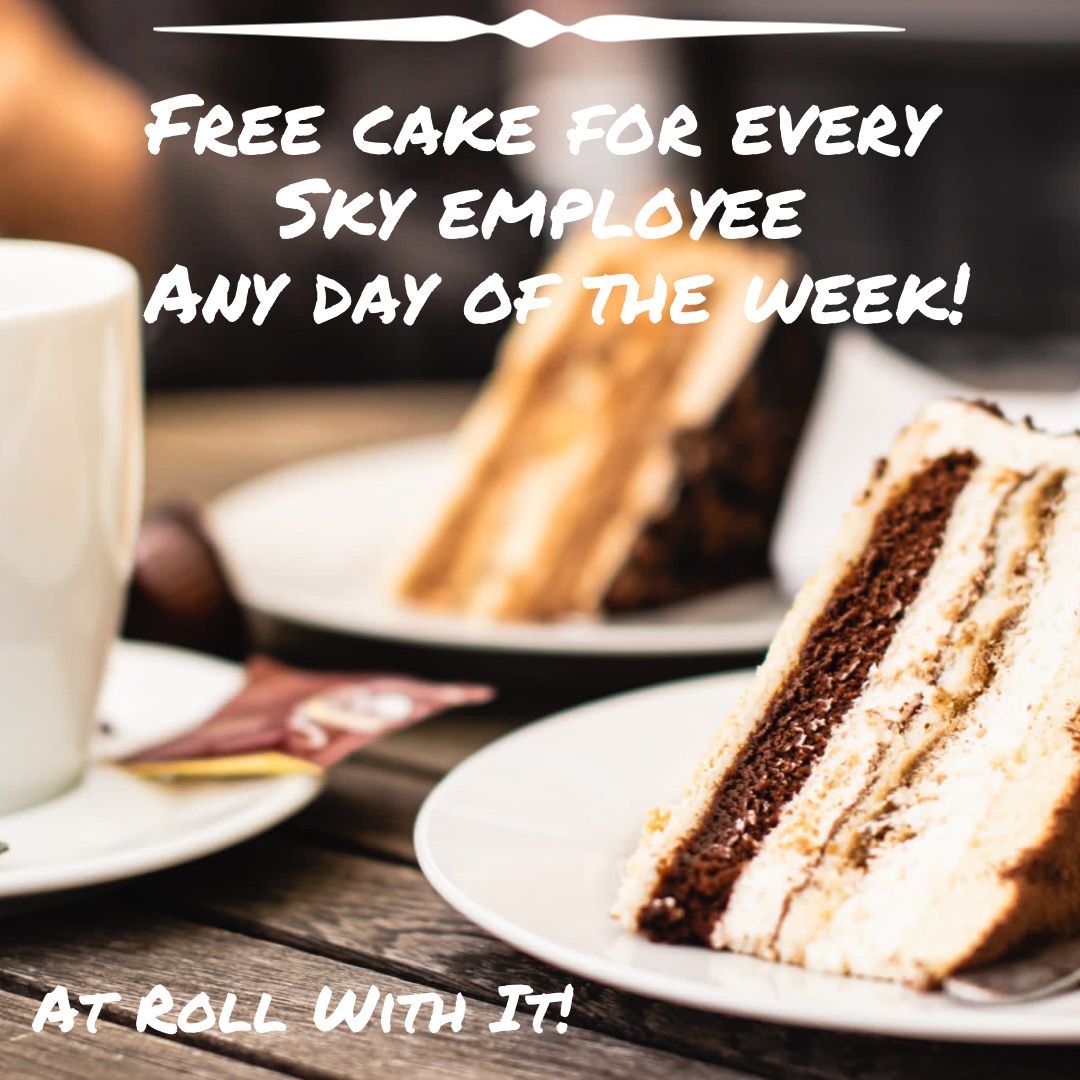 Free cake for every
Sky employee
Any day of the week!
at Roll With It!